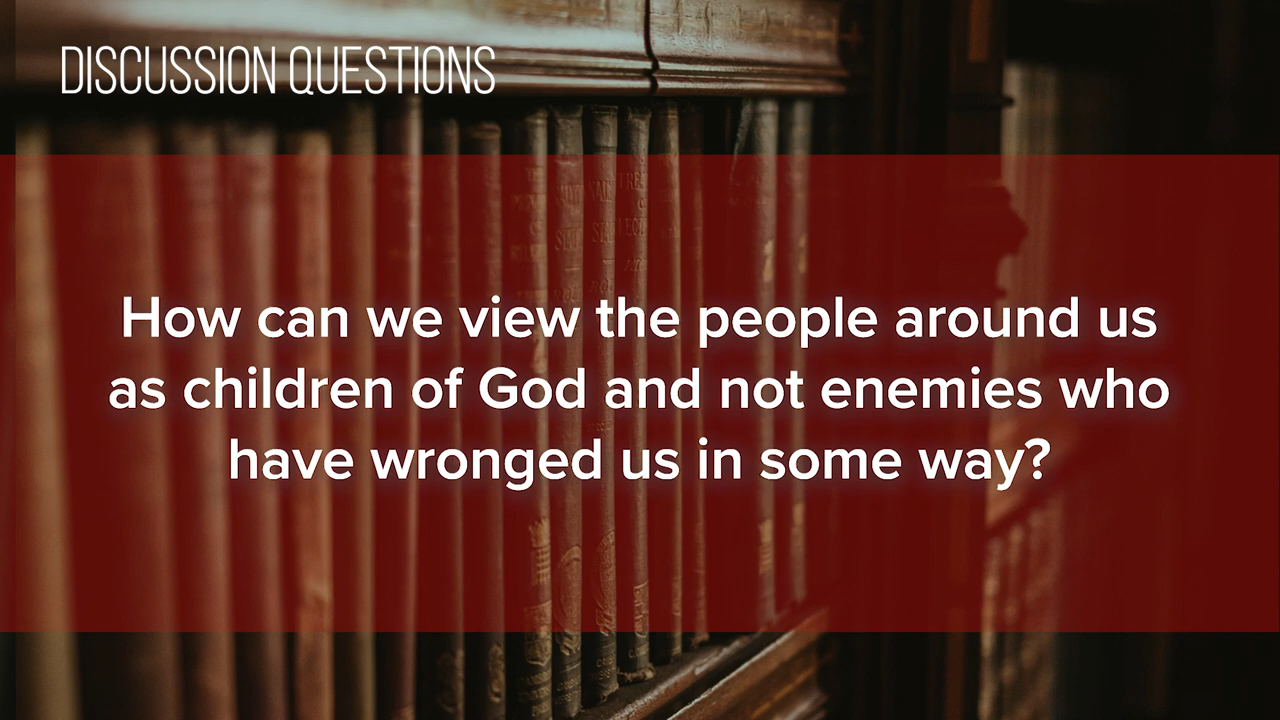 DISCUSSION QUESTIONS
How can we view the people around us
as children of God and not enemies who
have wronged us in some way?